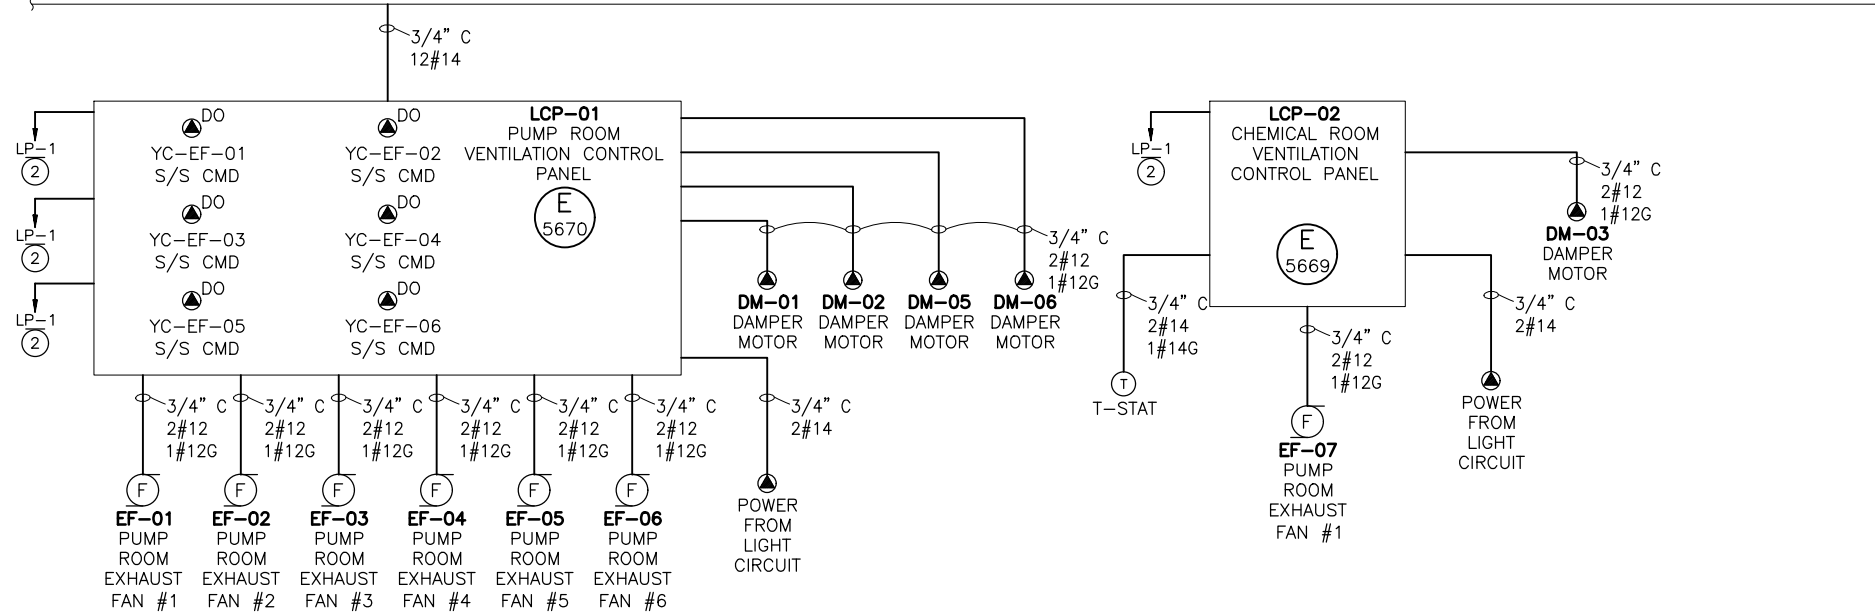 3/4" C
12#14
LP-1
2
LP-1
2
LP-1
2
DO
YC-EF-01
S/S CMD
DO
YC-EF-02
S/S CMD
DO
YC-EF-03
S/S CMD
DO
YC-EF-04
S/S CMD
DO
YC-EF-05
S/S CMD
DO
YC-EF-06
S/S CMD
LCP-01
PUMP ROOM
VENTILATION CONTROL
PANEL
E
5670
3/4" C
2#12
1#12G
DM-01
DAMPER
MOTOR
DM-02
DAMPER
MOTOR
DM-05
DAMPER
MOTOR
DM-06
DAMPER
MOTOR
3/4" C
2#12
1#12G
3/4" C
2#12
1#12G
3/4" C
2#12
1#12G
3/4" C
2#12
1#12G
3/4" C
2#12
1#12G
3/4" C
2#12
1#12G
3/4" C
2#14
F
EF-01
PUMP
ROOM
EXHAUST
FAN #1
F
EF-02
PUMP
ROOM
EXHAUST
FAN #2
F
EF-03
PUMP
ROOM
EXHAUST
FAN #3
F
EF-04
PUMP
ROOM
EXHAUST
FAN #4
F
EF-05
PUMP
ROOM
EXHAUST
FAN #5
F
EF-06
PUMP
ROOM
EXHAUST
FAN #6
POWER
FROM
LIGHT
CIRCUIT
LP-1
2
LCP-02
CHEMICAL ROOM
VENTILATION
CONTROL PANEL
E
5669
3/4" C
2#12
1#12G
DM-03
DAMPER
MOTOR
3/4" C
2#14
1#14G
T
T-STAT
3/4" C
2#12
1#12G
F
EF-07
PUMP
ROOM
EXHAUST
FAN #1
3/4" C
2#14
POWER
FROM
LIGHT
CIRCUIT